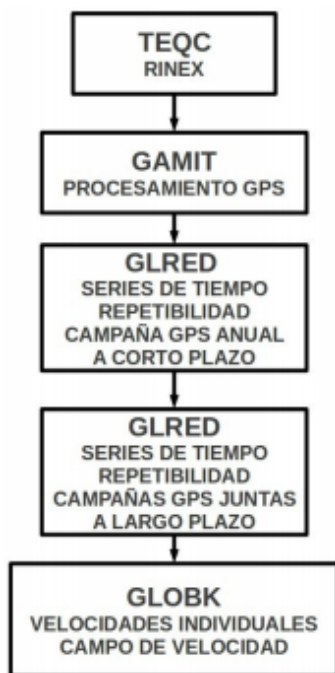 TEQC
RINEX
GAMIT
PROCESAMIENTO GPS
GLRED
SERIES DE TIEMPO
REPETIBILIDAD
CAMPAÑA GPS ANUAL
A CORTO PLAZO
GLRED
SERIES DE TIEMPO
REPETIBILIDAD
CAMPAÑAS GPS JUNTAS
A LARGO PLAZO
GLOBK
VELOCIDADES INDIVIDUALES
CAMPO DE VELOCIDAD